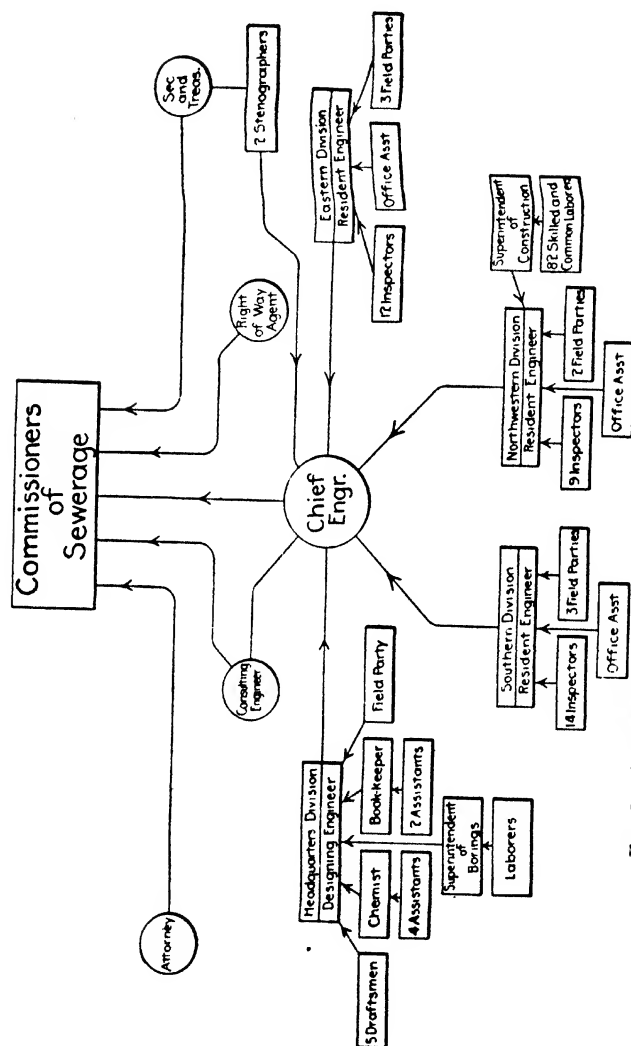 Commissioners
of
Sewerage
Attorney
Consulting
Engineer
Right
of Way
Agent
Sec
and
Treas.
2 Stenographers
Chief
Engr.
Headquarters Division
Designing Engineer
5 Draftsmen
Chemist
4 Assistants
Superintendent
of
Borings
Laborers
Book-keeper
2 Assistants
Field Party
Southern Division
Resident Engineer
14 Inspectors
Office Asst
3 Field Parties
Northwestern Division
Resident Engineer
9 Inspectors
Office Asst
2 Field Parties
Superintendent
of
Construction
82 Skilled and
Common Labored
Eastern Division
Resident Engineer
12 Inspectors
Office Asst
3 Field Parties